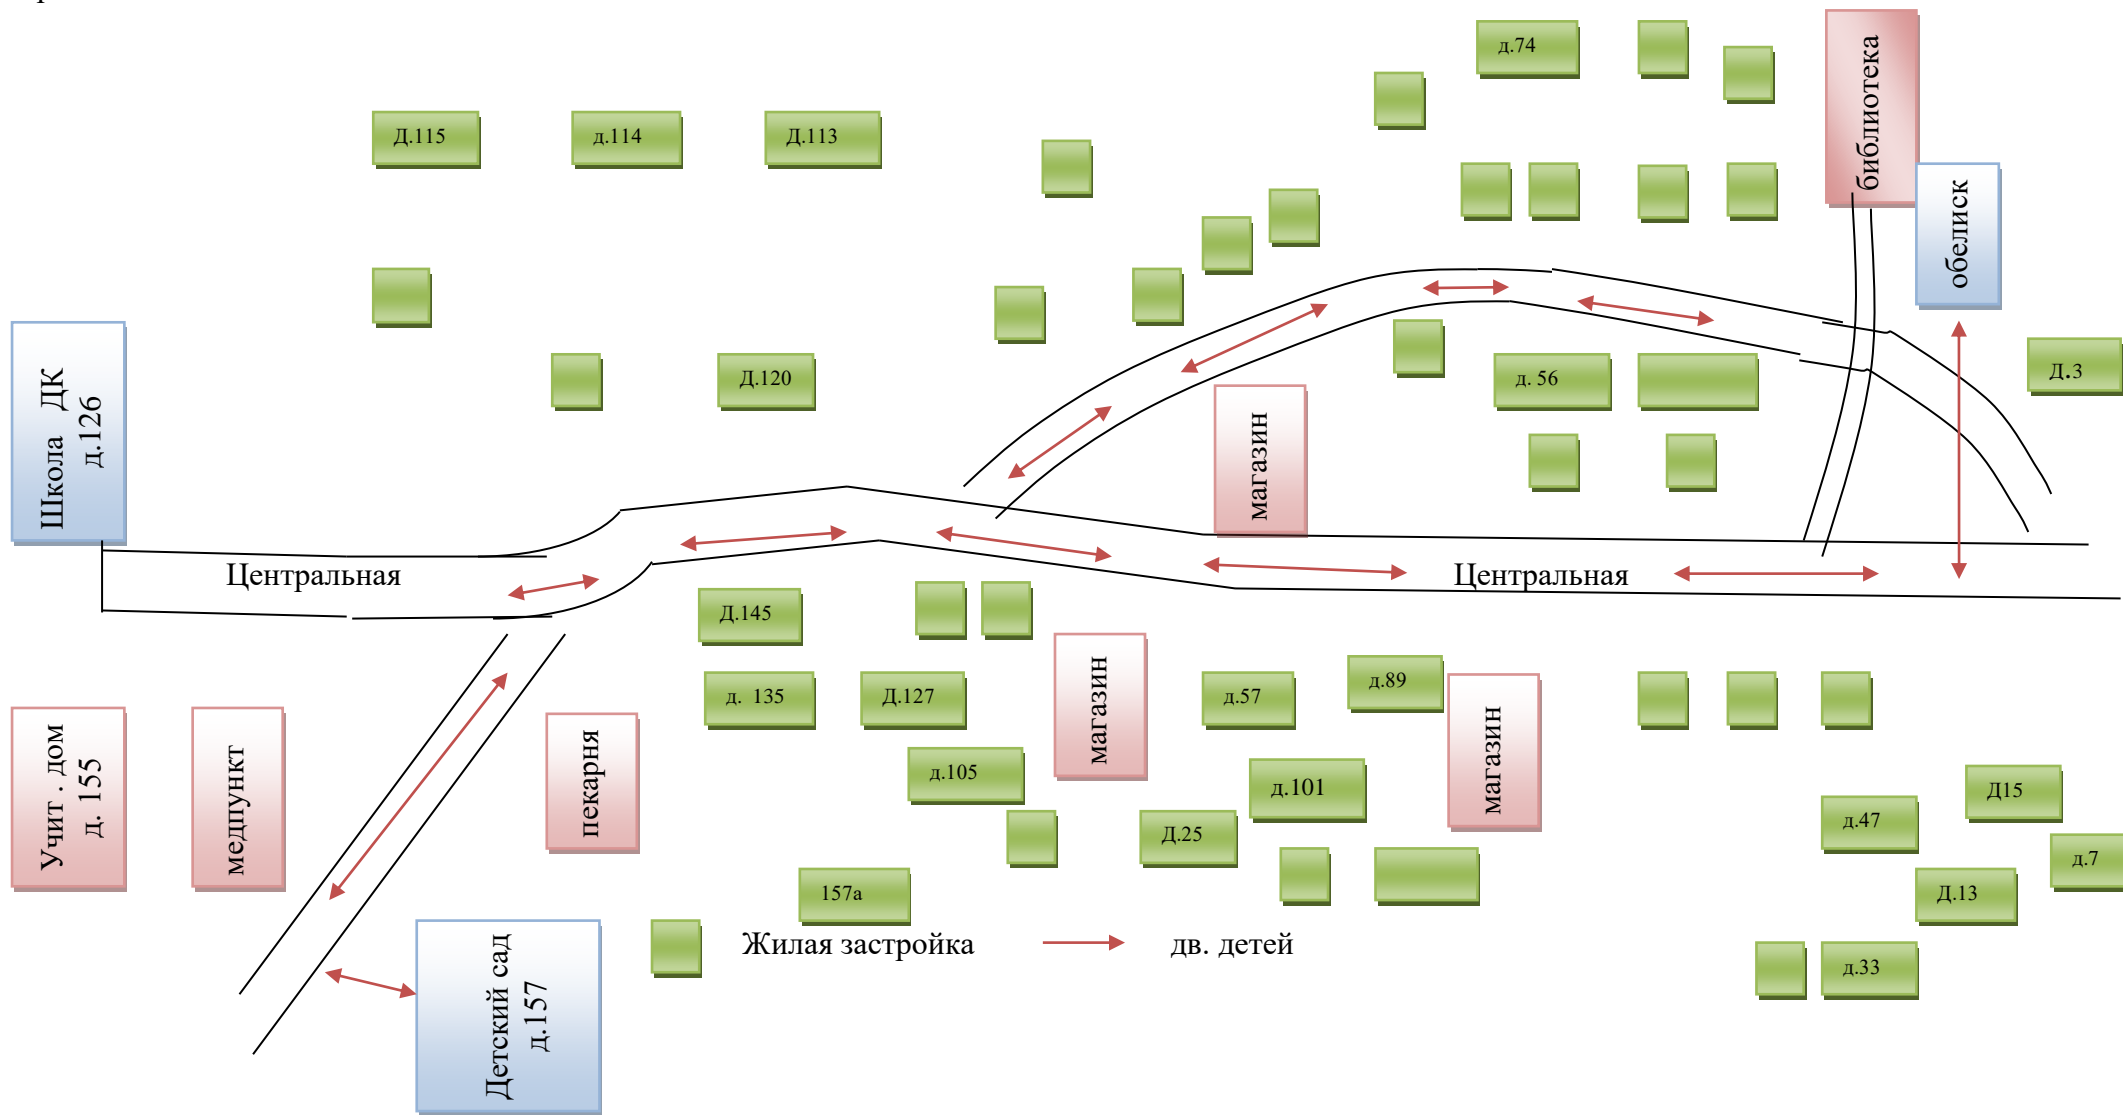 д.74
библиотека
Д.115
д.114
Д.113
обелиск
Школа ДК
д.126
Д.120
д. 56
Д.3
магазин
Центральная
Центральная
Д.145
д. 135
Д.127
магазин
д.57
д.89
магазин
Учит . дом
д. 155
медпункт
пекарня
д.105
д.101
Д.25
Д15
д.47
д.7
157а
Д.13
Детский сад
д.157
Жилая застройка
дв. детей
д.33